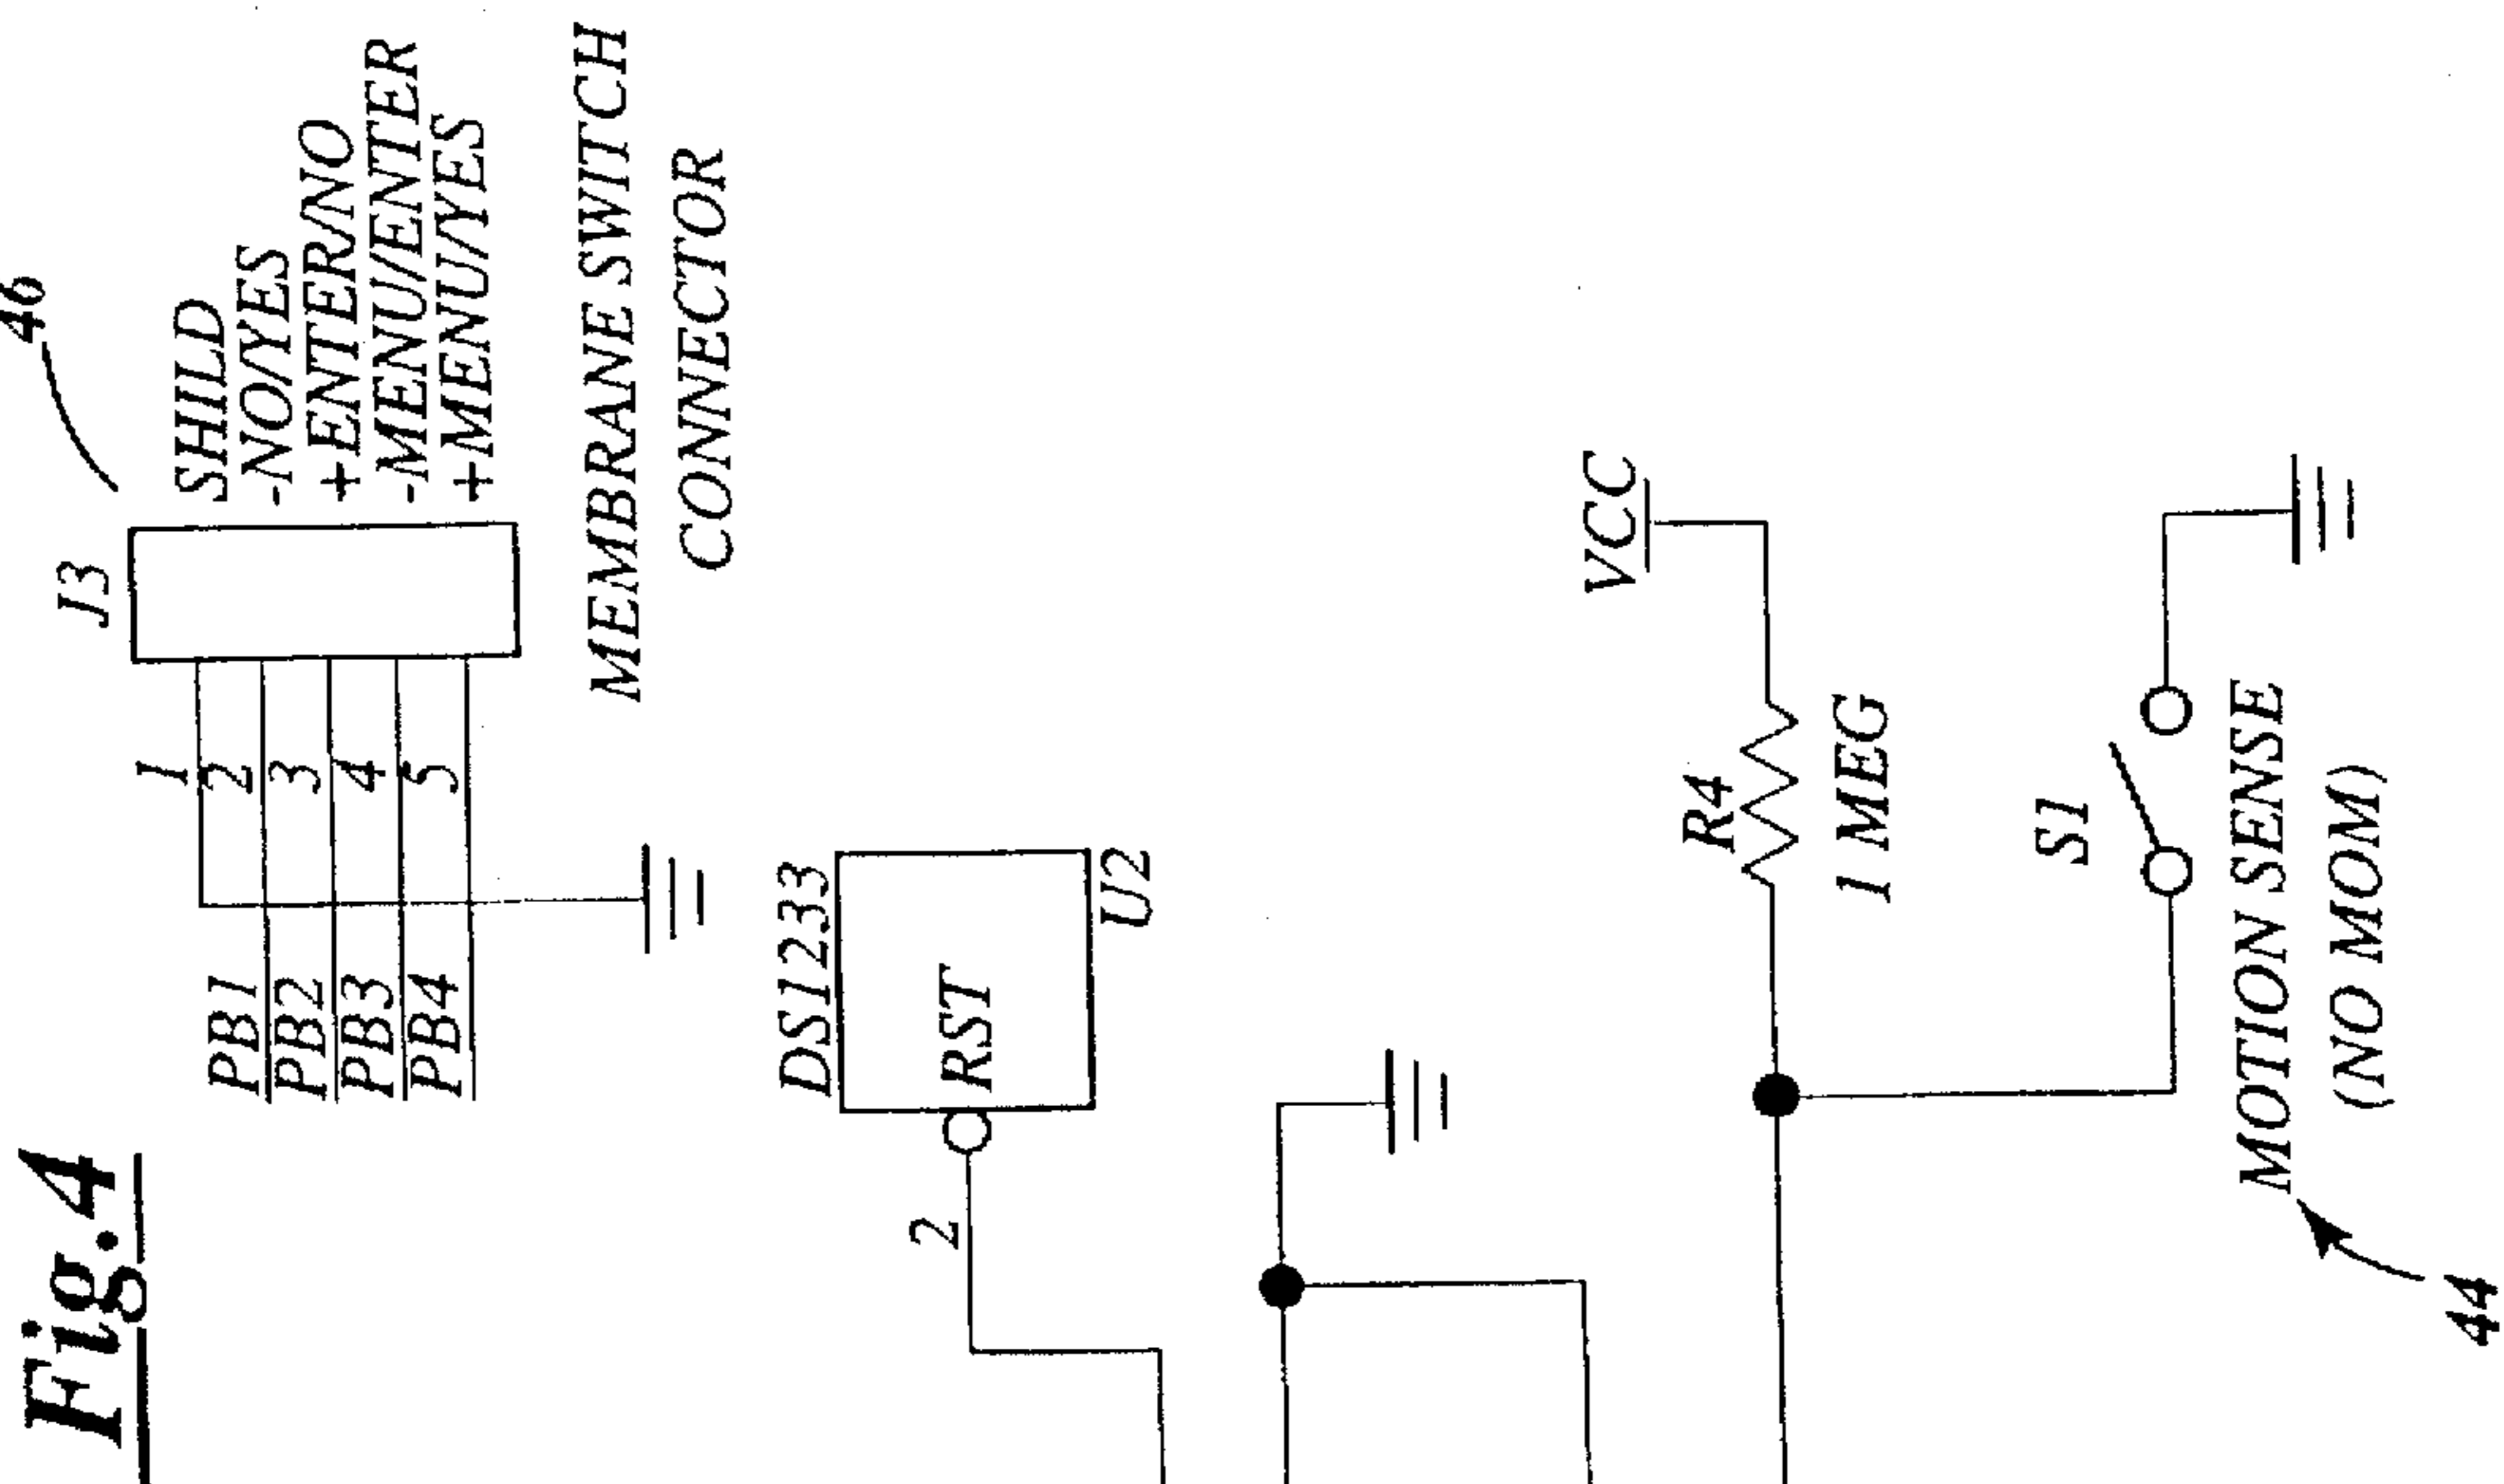 Fig.4
46
J3
SHILD
-NO/YES
+ENTER/NO
-MENU/ENTER
+MENU/YES
1
2
3
4
5
PB1
PB2
PB3
PB4
MEMBRANE SWITCH
CONNECTOR
DS1233
RST
U2
2
VCC
R4
1 MEG
S1
MOTION SENSE
(NO MOM)
44